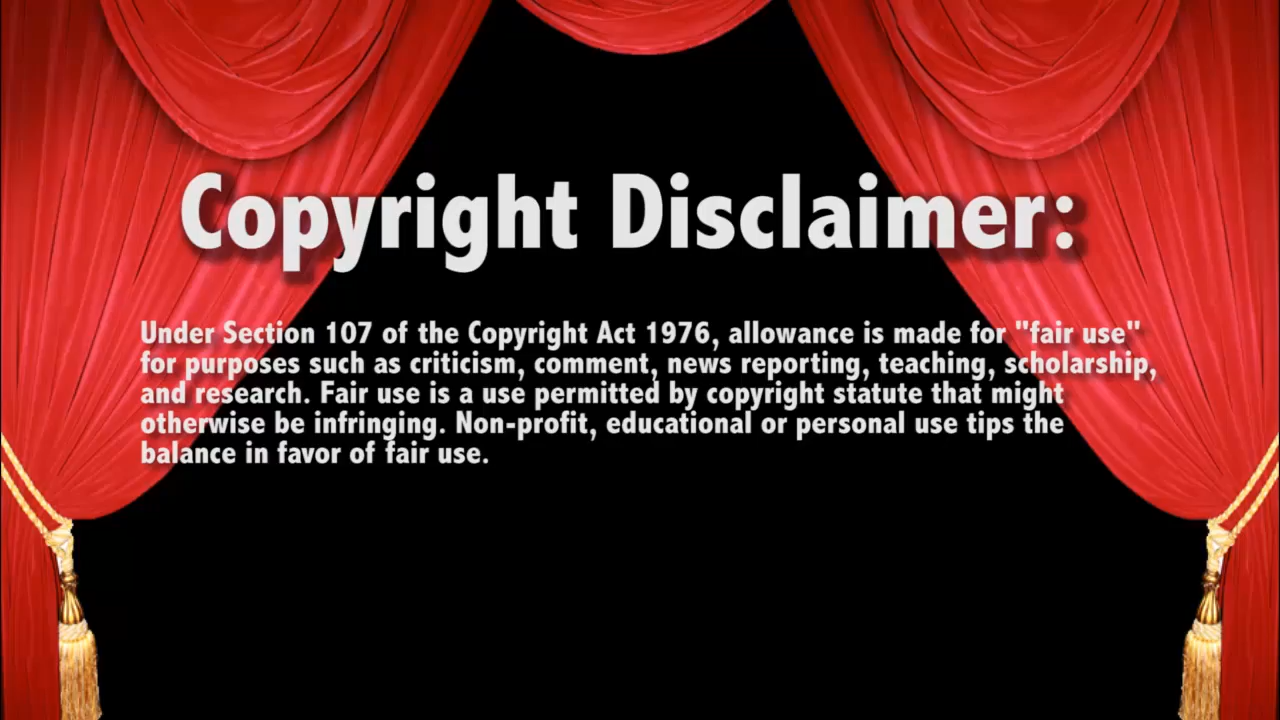 Copyright Disclaimer:
Under Section 107 of the Copyright Act 1976, allowance is made for "fair use"
for purposes such as criticism, comment, news reporting, teaching, scholarship,
and research. Fair use is a use permitted by copyright statute that might
otherwise be infringing. Non-profit, educational or personal use tips the
balance in favor of fair use.